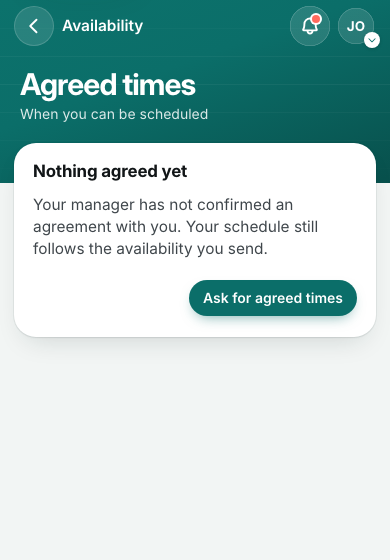 Availability
JO
Agreed times
When you can be scheduled
Nothing agreed yet
Your manager has not confirmed an
agreement with you. Your schedule still
follows the availability you send.
Ask for agreed times